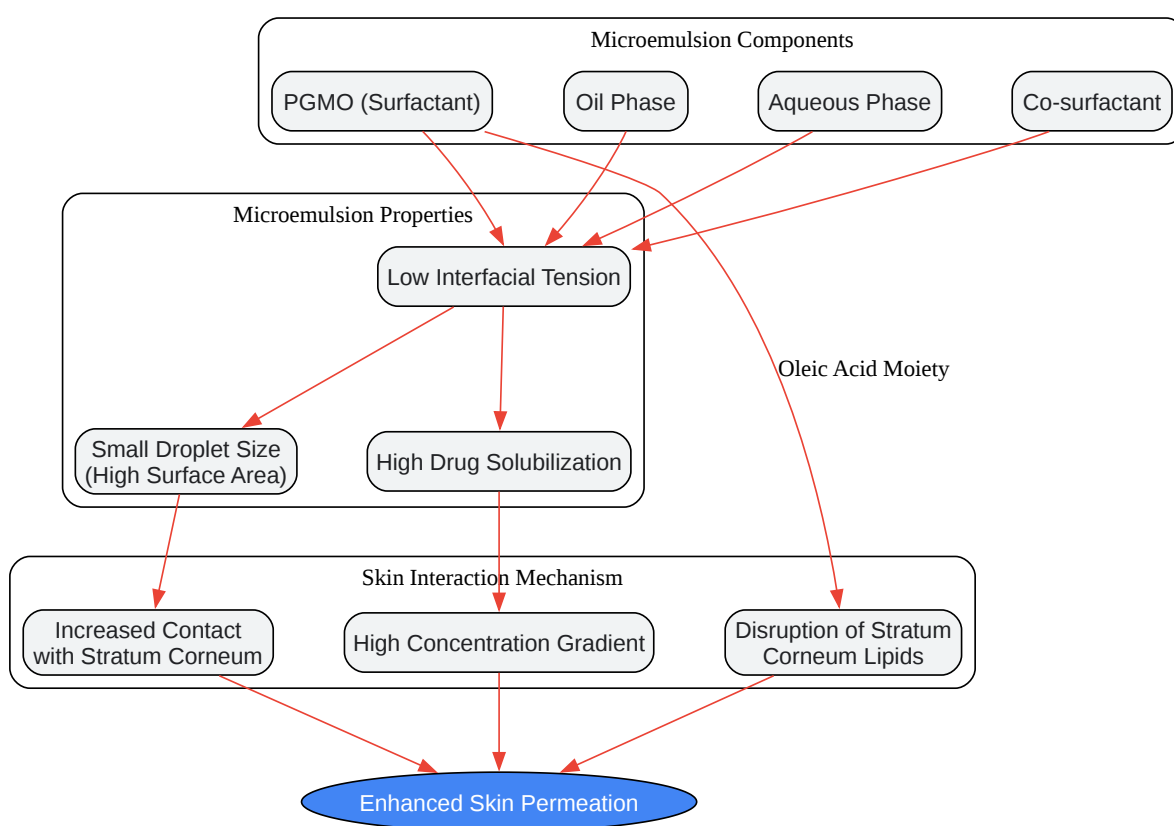 Microemulsion Components
PGMO (Surfactant)
Oil Phase
Aqueous Phase
Co-surfactant
Microemulsion Properties
Low Interfacial Tension
Oleic Acid Moiety
Small Droplet Size
(High Surface Area)
High Drug Solubilization
Skin Interaction Mechanism
Increased Contact
with Stratum Corneum
High Concentration Gradient
Disruption of Stratum
Corneum Lipids
Enhanced Skin Permeation